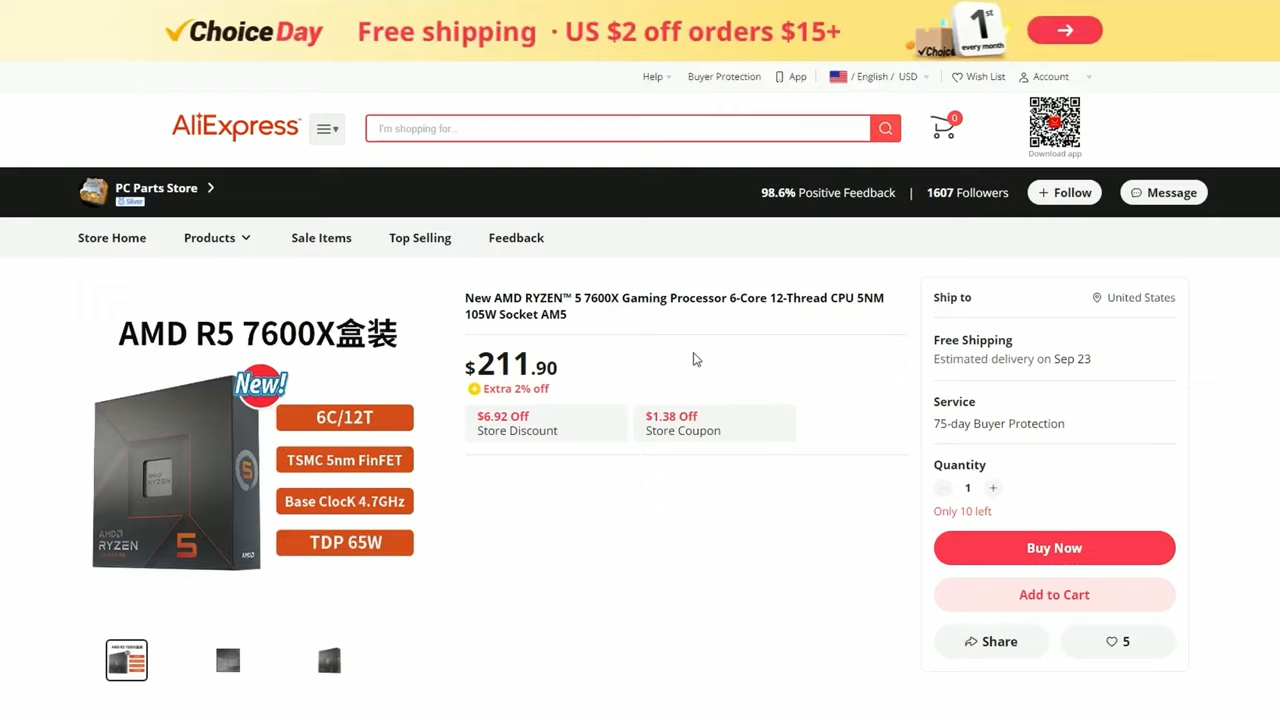 ChoiceDay Free shipping · US $2 off orders $15+
1st
every month
Choice
Help Buyer Protection App / English / USD Wish List Account
AliExpress
I'm shopping for...
0
Download app
PC Parts Store
Silver
98.6% Positive Feedback | 1607 Followers + Follow Message
Store Home Products Sale Items Top Selling Feedback
AMD R5 7600X盒装
New!
6C/12T
TSMC 5nm FinFET
Base ClocK 4.7GHz
TDP 65W
AMD
RYZEN 5
5
AMD
New AMD RYZEN™ 5 7600X Gaming Processor 6-Core 12-Thread CPU 5NM
105W Socket AM5
$211.90
Extra 2% off
$6.92 Off
Store Discount
$1.38 Off
Store Coupon
Ship to United States
Free Shipping
Estimated delivery on Sep 23
Service
75-day Buyer Protection
Quantity
1 +
Only 10 left
Buy Now
Add to Cart
Share 5